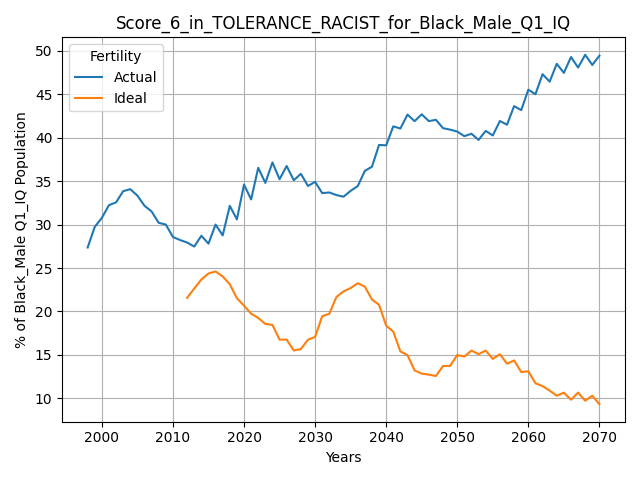 Score_6_in_TOLERANCE_RACIST_for_Black_Male_Q1_IQ
Fertility
Actual
Ideal
% of Black_Male Q1_IQ Population
50
45
40
35
30
25
20
15
10
2000 2010 2020 2030 2040 2050 2060 2070
Years